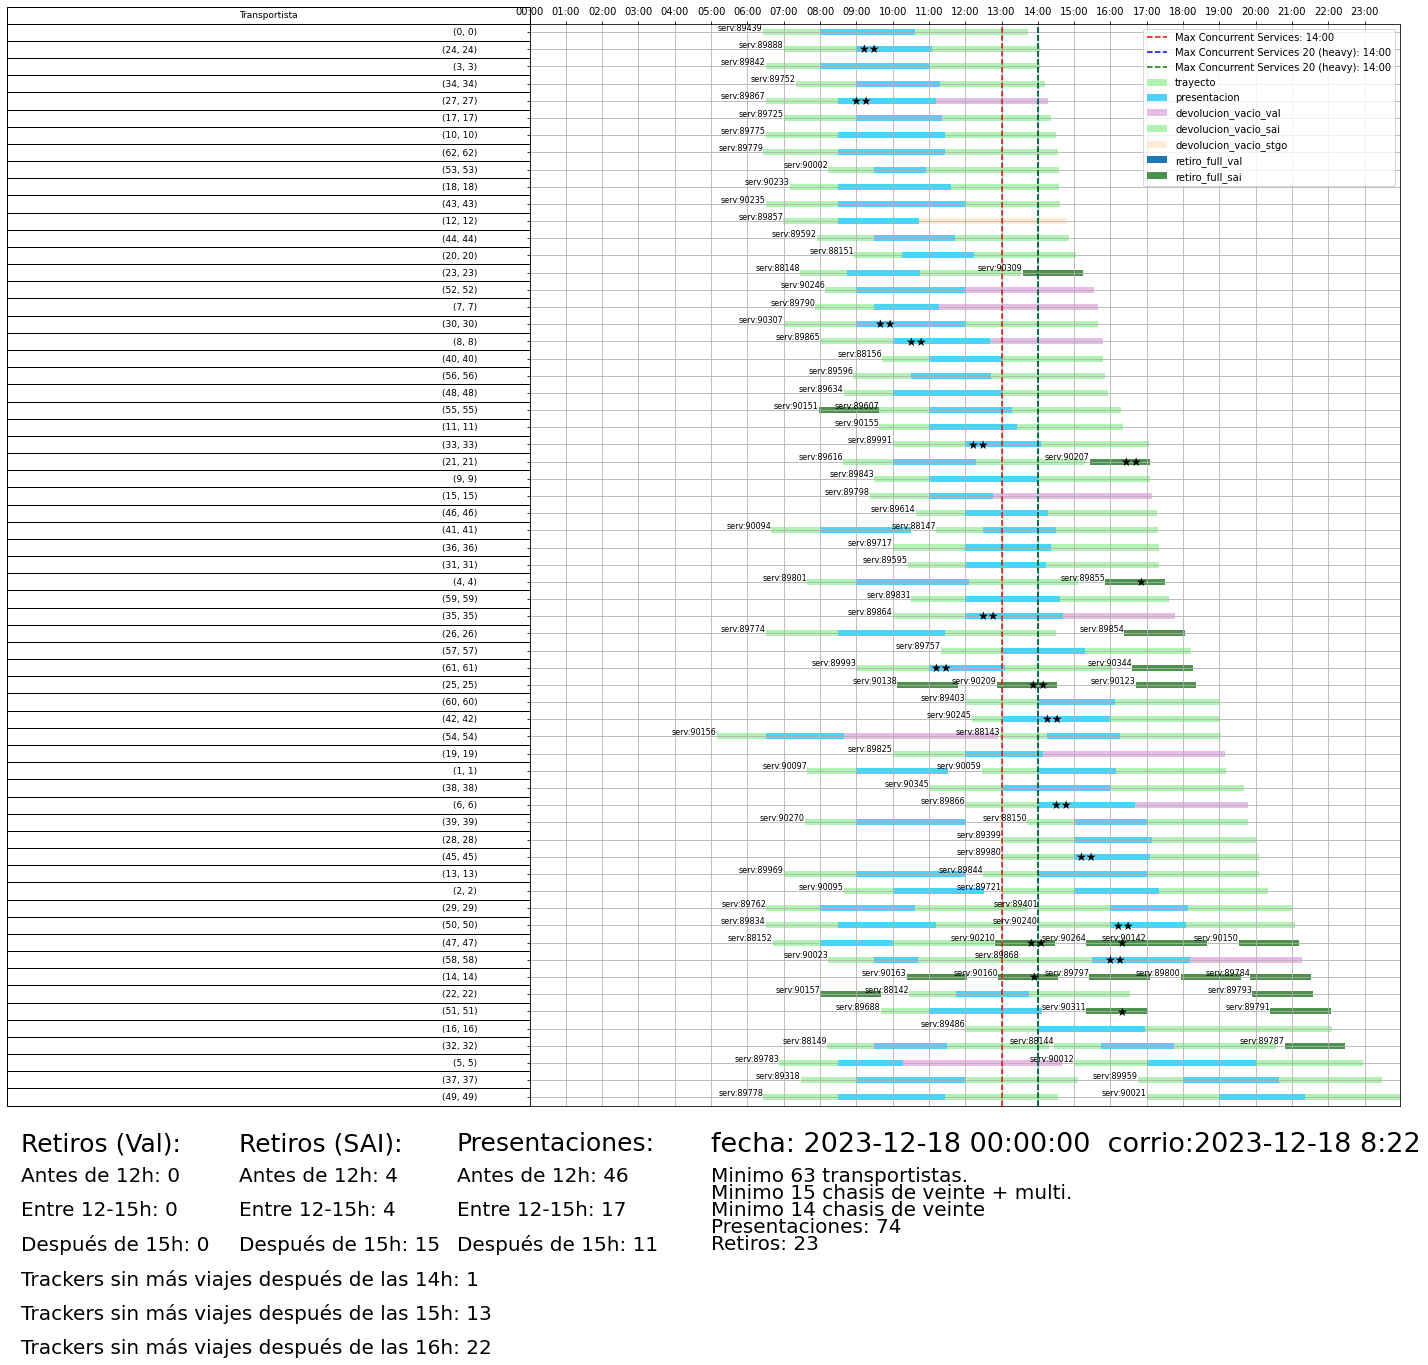 Transportista 00:00 01:00 02:00 03:00 04:00 05:00 06:00 07:00 08:00 09:00 10:00 11:00 12:00 13:00 14:00 15:00 16:00 17:00 18:00 19:00 20:00 21:00 22:00 23:00
(0, 0) serv:89439
(24, 24) serv:89888
(3, 3) serv:89842
(34, 34) serv:89752
(27, 27) serv:89867
(17, 17) serv:89725
(10, 10) serv:89775
(62, 62) serv:89779
(53, 53) serv:90002
(18, 18) serv:90233
(43, 43) serv:90235
(12, 12) serv:89857
(44, 44) serv:89592
(20, 20) serv:88151
(23, 23) serv:88148 serv:90309
(52, 52) serv:90246
(7, 7) serv:89790
(30, 30) serv:90307
(8, 8) serv:89865
(40, 40) serv:88156
(56, 56) serv:89596
(48, 48) serv:89634
(55, 55) serv:90151 serv:89607
(11, 11) serv:90155
(33, 33) serv:89991
(21, 21) serv:89616 serv:90207
(9, 9) serv:89843
(15, 15) serv:89798
(46, 46) serv:89614
(41, 41) serv:90094 serv:88147
(36, 36) serv:89717
(31, 31) serv:89595
(4, 4) serv:89801 serv:89855
(59, 59) serv:89831
(35, 35) serv:89864
(26, 26) serv:89774 serv:89854
(57, 57) serv:89757
(61, 61) serv:89993 serv:90344
(25, 25) serv:90138 serv:90209 serv:90123
(60, 60) serv:89403
(42, 42) serv:90245
(54, 54) serv:90156 serv:88143
(19, 19) serv:89825
(1, 1) serv:90097 serv:90059
(38, 38) serv:90345
(6, 6) serv:89866
(39, 39) serv:90270 serv:88150
(28, 28) serv:89399
(45, 45) serv:89980
(13, 13) serv:89969 serv:89844
(2, 2) serv:90095 serv:89721
(29, 29) serv:89762 serv:89401
(50, 50) serv:89834 serv:90240
(47, 47) serv:88152 serv:90210 serv:90264 serv:90142 serv:90150
(58, 58) serv:90023 serv:89868
(14, 14) serv:90163 serv:90160 serv:89797 serv:89800 serv:89784
(22, 22) serv:90157 serv:88142 serv:89793
(51, 51) serv:89688 serv:90311 serv:89791
(16, 16) serv:89486
(32, 32) serv:88149 serv:88144 serv:89787
(5, 5) serv:89783 serv:90012
(37, 37) serv:89318 serv:89959
(49, 49) serv:89778 serv:90021
Max Concurrent Services: 14:00
Max Concurrent Services 20 (heavy): 14:00
Max Concurrent Services 20 (heavy): 14:00
trayecto
presentacion
devolucion_vacio_val
devolucion_vacio_sai
devolucion_vacio_stgo
retiro_full_val
retiro_full_sai
Retiros (Val):
Antes de 12h: 0
Entre 12-15h: 0
Después de 15h: 0
Retiros (SAI):
Antes de 12h: 4
Entre 12-15h: 4
Después de 15h: 15
Presentaciones:
Antes de 12h: 46
Entre 12-15h: 17
Después de 15h: 11
Trackers sin más viajes después de las 14h: 1
Trackers sin más viajes después de las 15h: 13
Trackers sin más viajes después de las 16h: 22
fecha: 2023-12-18 00:00:00 corrio:2023-12-18 8:22
Minimo 63 transportistas.
Minimo 15 chasis de veinte + multi.
Minimo 14 chasis de veinte
Presentaciones: 74
Retiros: 23